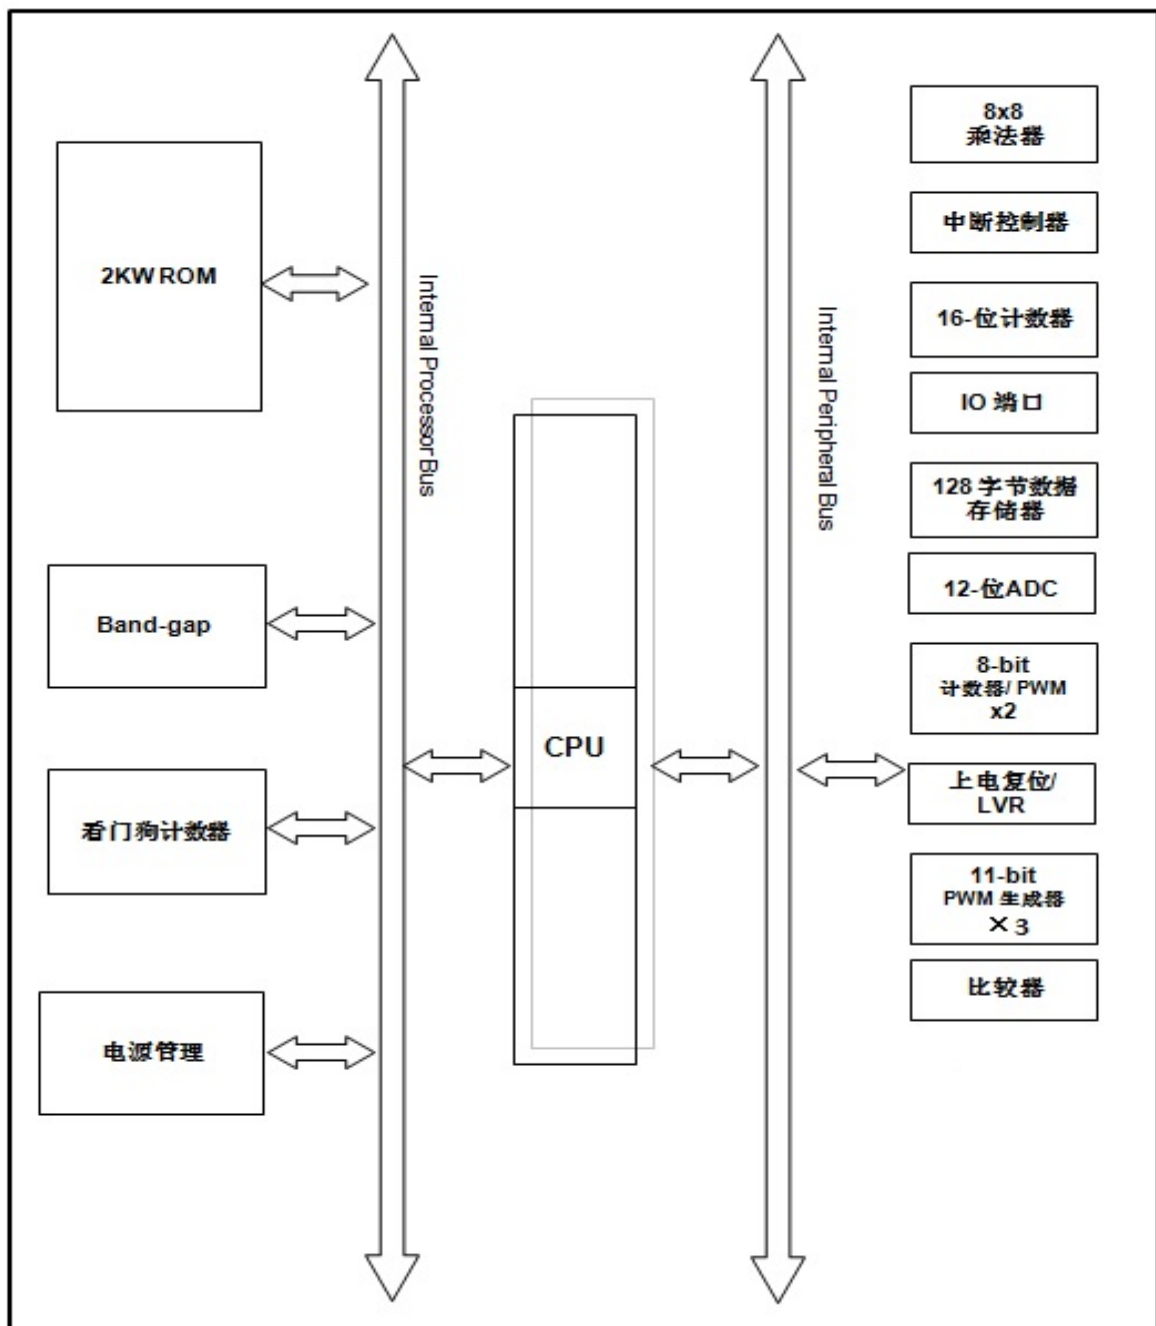 2KW ROM
Band-gap
看门狗计数器
电源管理
Internal Processor Bus
CPU
Internal Peripheral Bus
8x8
乘法器
中断控制器
16-位计数器
IO 端口
128 字节数据
存储器
12-位ADC
8-bit
计数器/ PWM
x2
上电复位/
LVR
11-bit
PWM 生成器
× 3
比较器